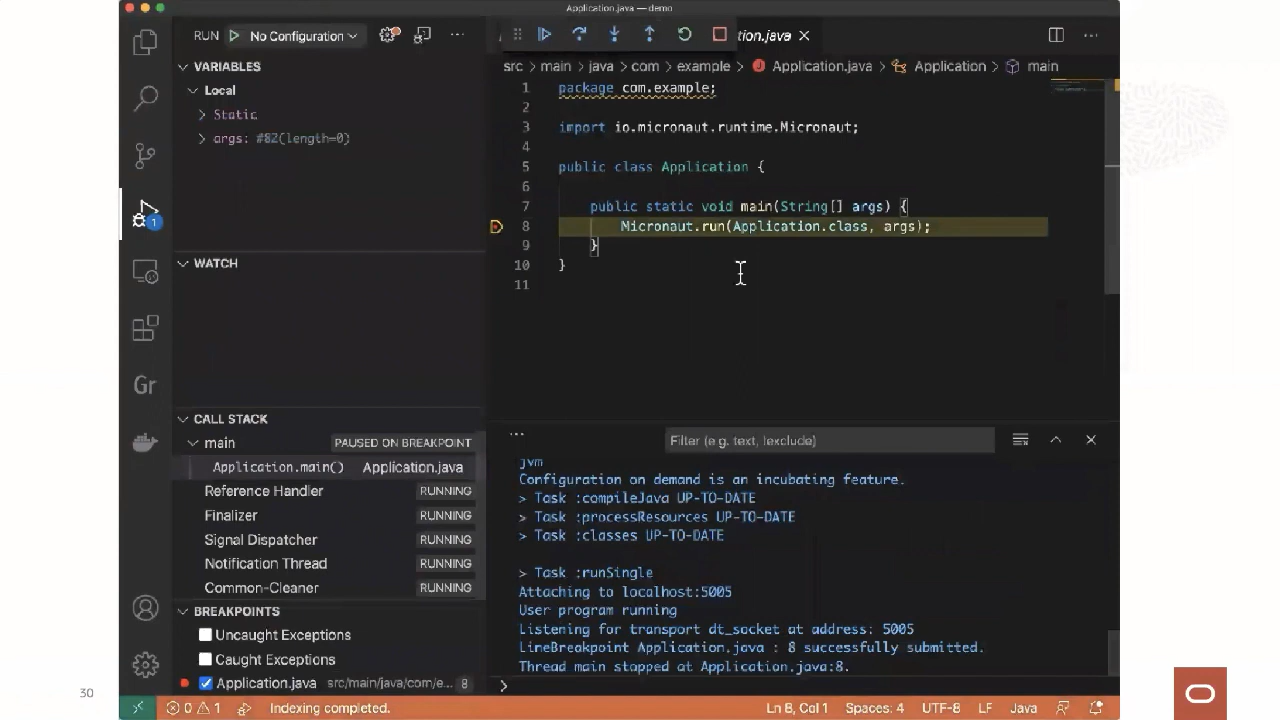 Application.java — demo
RUN No Configuration
tion.java
VARIABLES
Local
Static
args: #82(length=0)
WATCH
CALL STACK
main PAUSED ON BREAKPOINT
Application.main() Application.java
Reference Handler RUNNING
Finalizer RUNNING
Signal Dispatcher RUNNING
Notification Thread RUNNING
Common-Cleaner RUNNING
BREAKPOINTS
Uncaught Exceptions
Caught Exceptions
Application.java src/main/java/com/e... 8
1
Gr
src > main > java > com > example > Application.java > Application > main
1 package com.example;
2
3 import io.micronaut.runtime.Micronaut;
4
5 public class Application {
6
7 public static void main(String[] args) {
8 Micronaut.run(Application.class, args);
9 }
10 }
11
Filter (e.g. text, !exclude)
jvm
Configuration on demand is an incubating feature.
> Task :compileJava UP-TO-DATE
> Task :processResources UP-TO-DATE
> Task :classes UP-TO-DATE
> Task :runSingle
Attaching to localhost:5005
User program running
Listening for transport dt_socket at address: 5005
LineBreakpoint Application.java : 8 successfully submitted.
Thread main stopped at Application.java:8.
>
0 1 Indexing completed. Ln 8, Col 1 Spaces: 4 UTF-8 LF Java
30